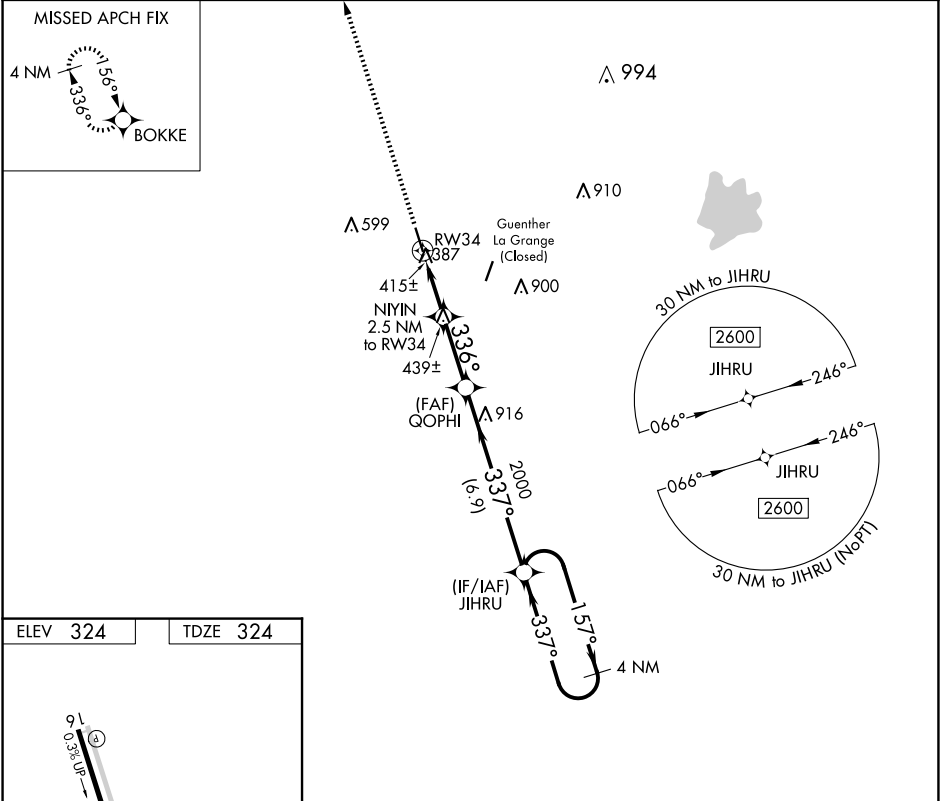 MISSED APCH FIX
4 NM
156°
336°
BOKKE
994
910
599
Guenther
La Grange
(Closed)
RW34
387
415±
900
NIYIN
2.5 NM
to RW34
336°
439±
(FAF)
QOPHI
916
2000
337°
(6.9)
(IF/IAF)
JIHRU
157°
337°
4 NM
30 NM to JIHRU
2600
JIHRU
246°
066°
246°
066°
JIHRU
2600
30 NM to JIHRU (NoPT)
ELEV 324
TDZE 324
16
P
0.3% UP